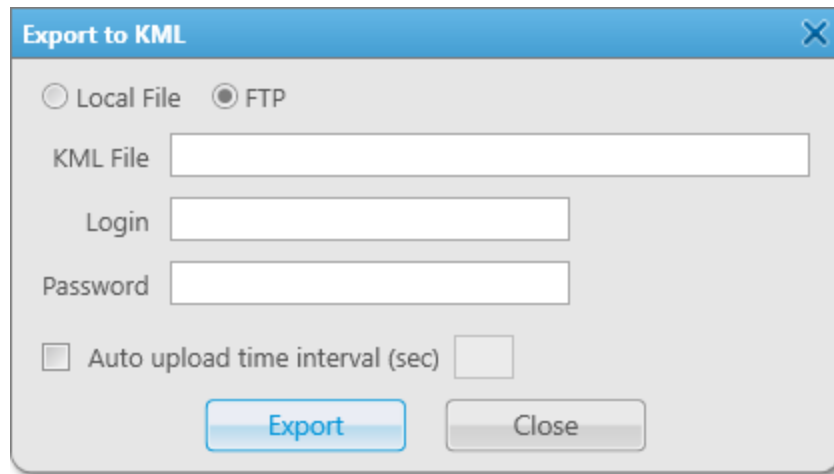 Export to KML
Local File FTP
KML File
Login
Password
Auto upload time interval (sec)
Export Close